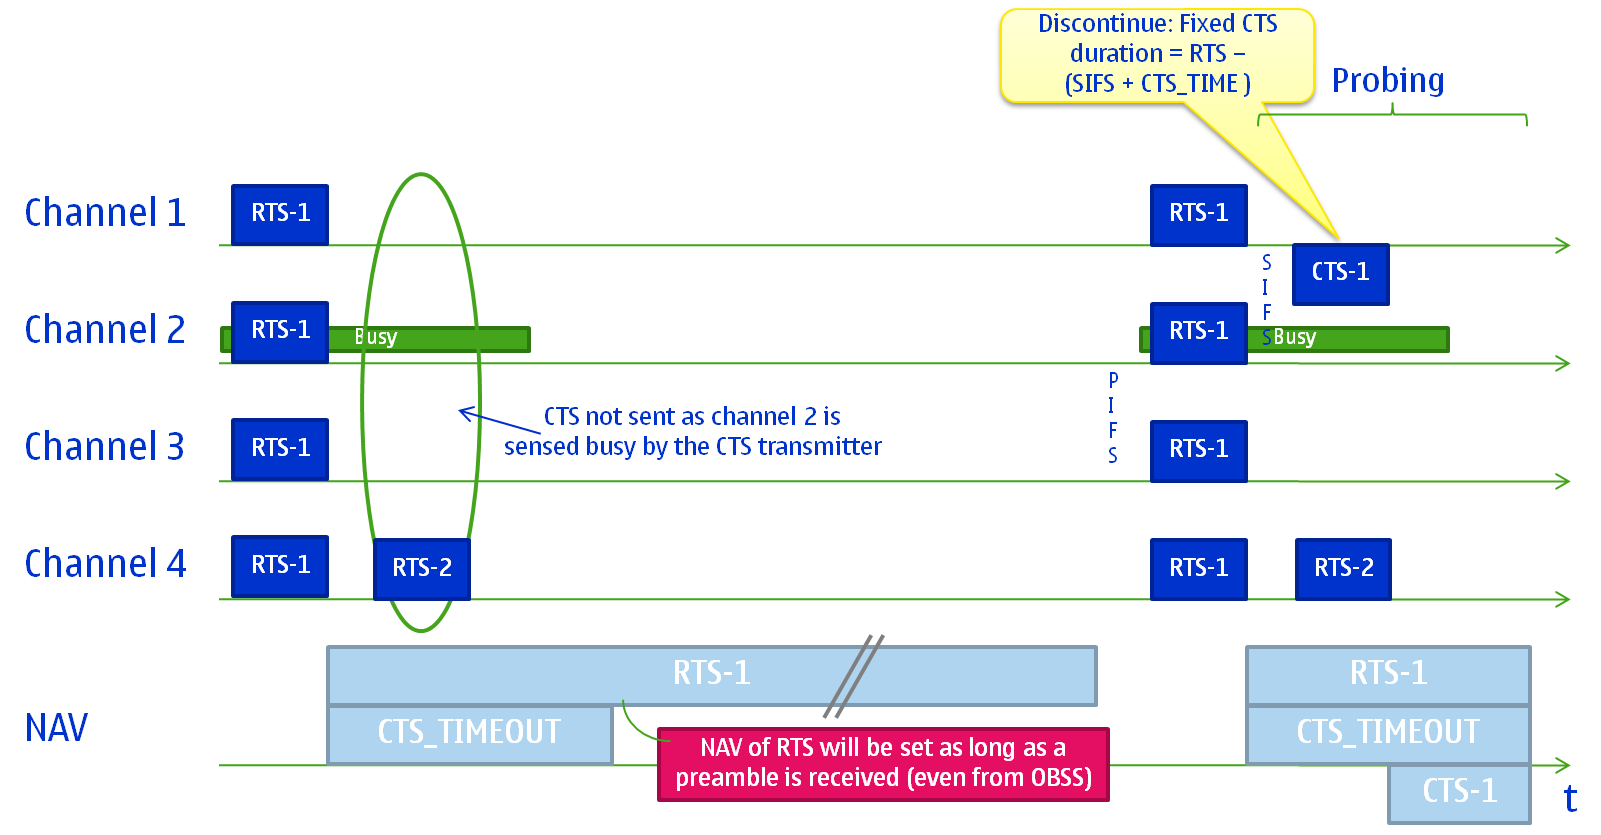 Discontinue: Fixed CTS
duration = RTS –
(SIFS + CTS_TIME )
Probing
Channel 1
RTS-1
RTS-1
CTS-1
SIFS
Channel 2
RTS-1
Busy
RTS-1
Busy
PIFS
CTS not sent as channel 2 is
sensed busy by the CTS transmitter
Channel 3
RTS-1
RTS-1
Channel 4
RTS-1
RTS-2
RTS-1
RTS-2
NAV
RTS-1
CTS_TIMEOUT
NAV of RTS will be set as long as a
preamble is received (even from OBSS)
RTS-1
CTS_TIMEOUT
CTS-1
t